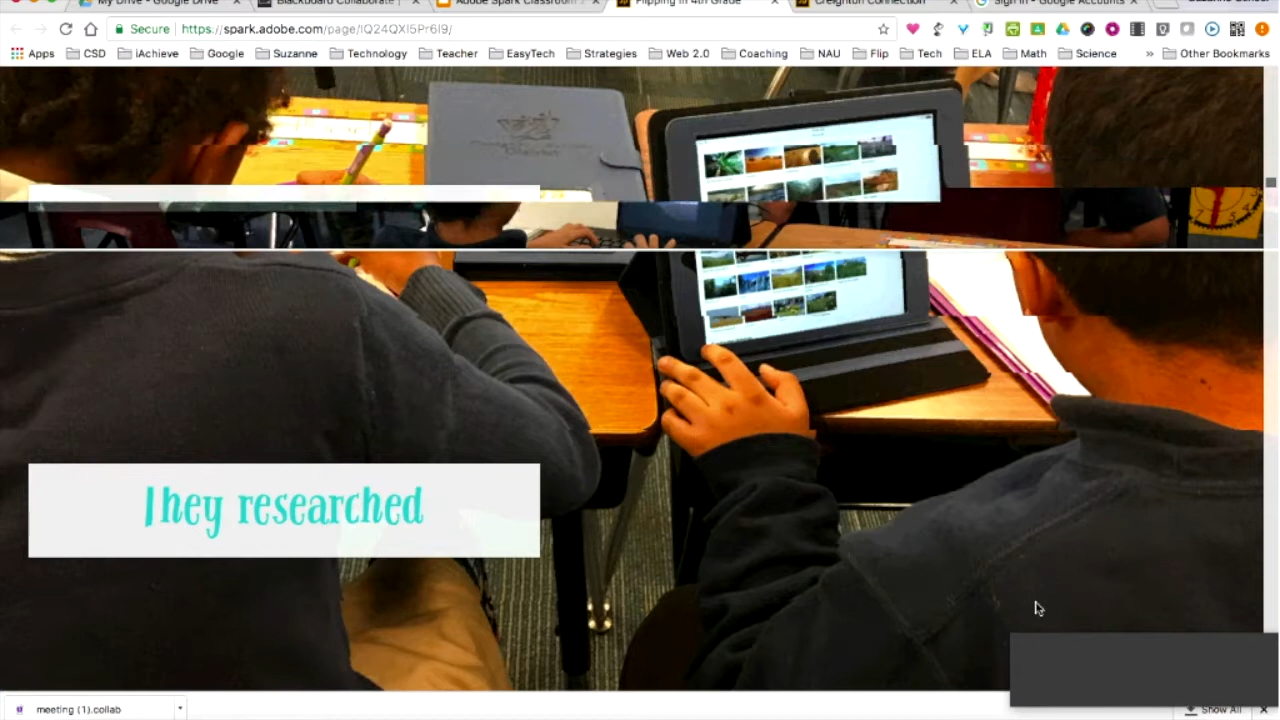 My Drive - Google Drive
Blackboard Collaborate
Adobe Spark Classroom
Flipping in 4th Grade
Creighton Connection
Sign in - Google Accounts
Secure
https://spark.adobe.com/page/IQ24QXI5Pr6I9/
Apps
CSD
iAchieve
Google
Suzanne
Technology
Teacher
EasyTech
Strategies
Web 2.0
Coaching
NAU
Flip
Tech
ELA
Math
Science
»
Other Bookmarks
They researched
meeting (1).collab
Show All